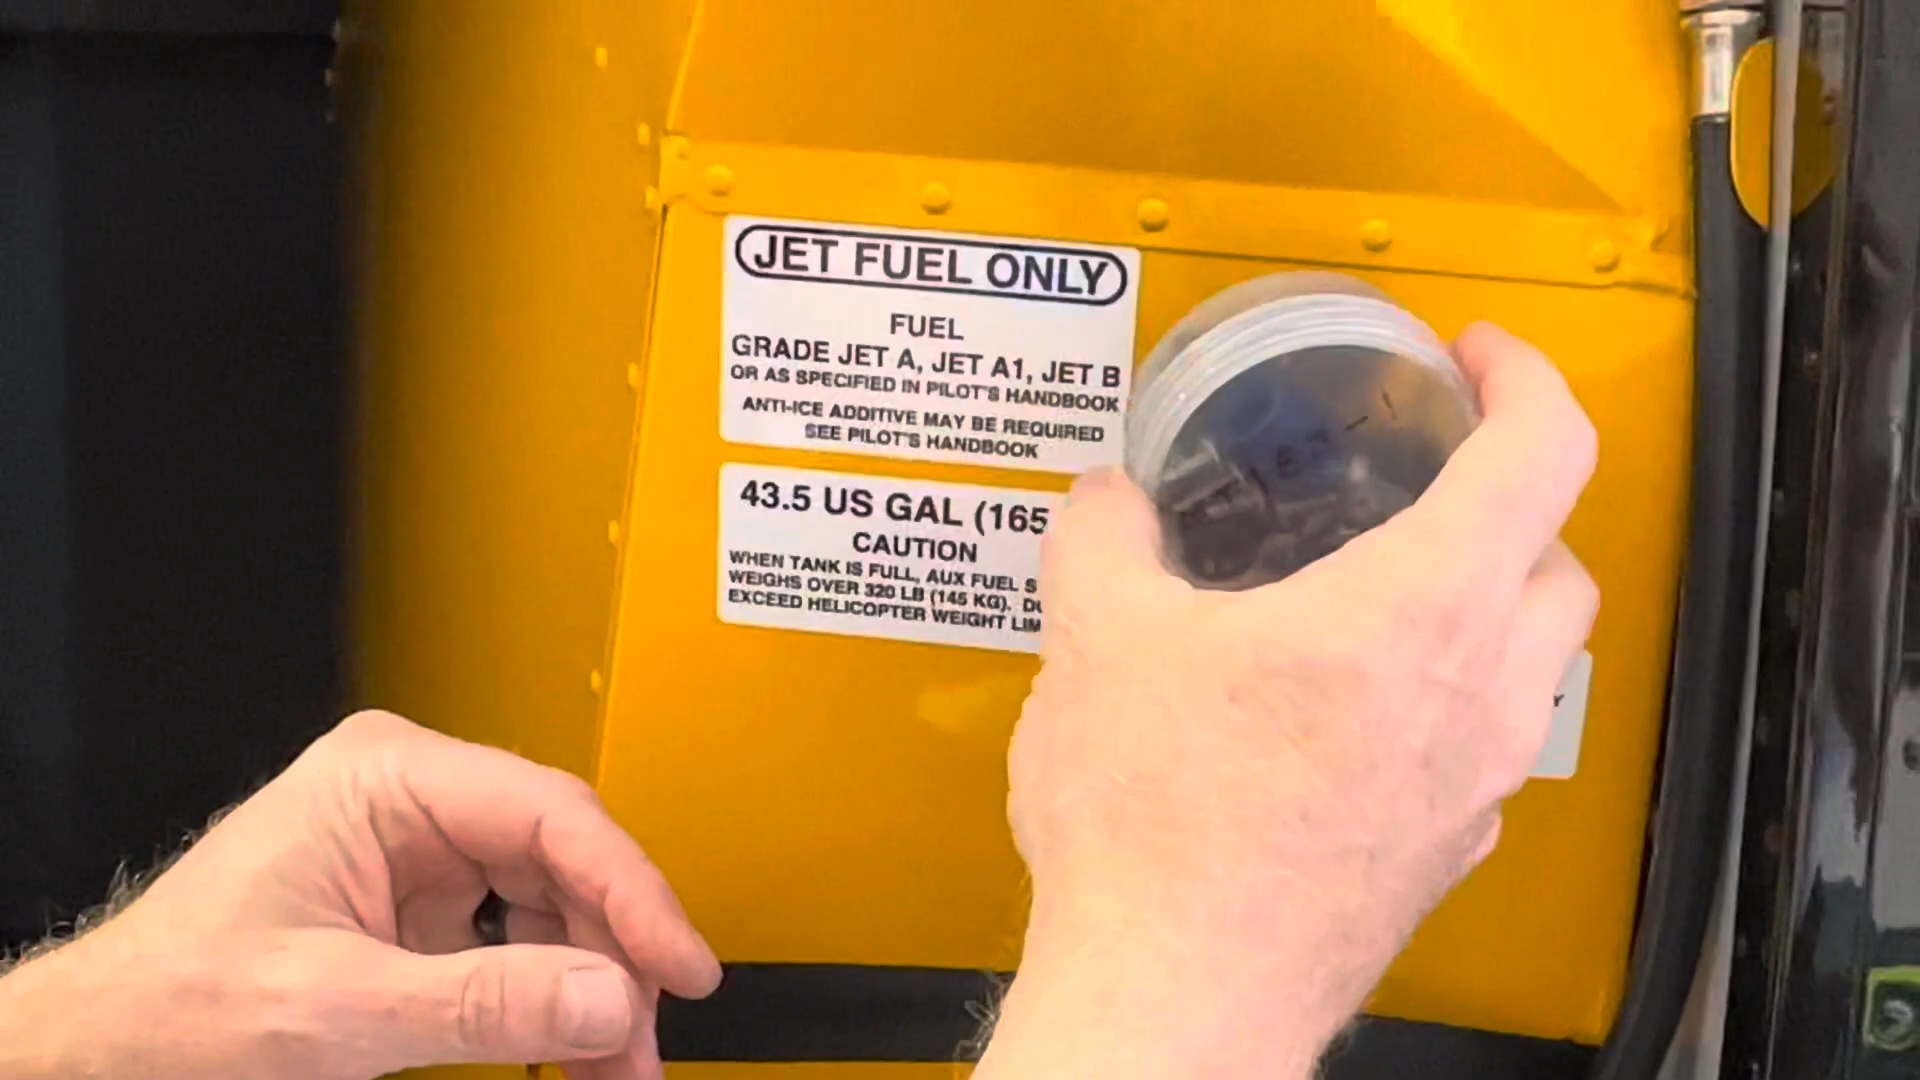 JET FUEL ONLY
FUEL
GRADE JET A, JET A1, JET B
OR AS SPECIFIED IN PILOT'S HANDBOOK
ANTI-ICE ADDITIVE MAY BE REQUIRED
SEE PILOT'S HANDBOOK
43.5 US GAL (165
CAUTION
WHEN TANK IS FULL, AUX FUEL S
WEIGHS OVER 320 LB (145 KG).
EXCEED HELICOPTER WEIGHT LIM